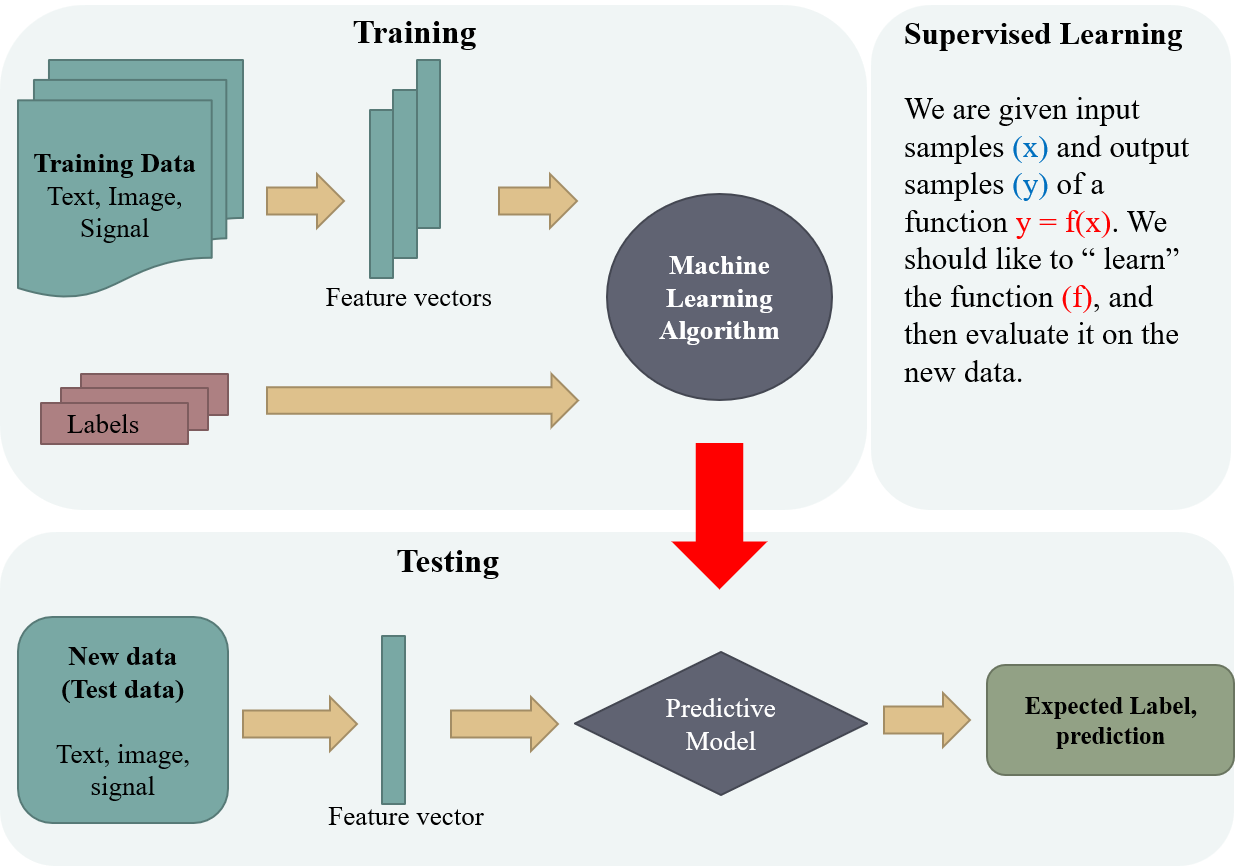 Training
Training Data
Text, Image,
Signal
Feature vectors
Machine
Learning
Algorithm
Labels
Supervised Learning
We are given input
samples (x) and output
samples (y) of a
function y = f(x). We
should like to “ learn”
the function (f), and
then evaluate it on the
new data.
Testing
New data
(Test data)
Text, image,
signal
Feature vector
Predictive
Model
Expected Label,
prediction